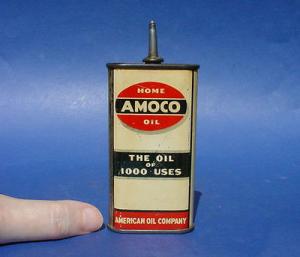 HOME
AMOCO
OIL
THE OIL
OF
1000 USES
AMERICAN OIL COMPANY